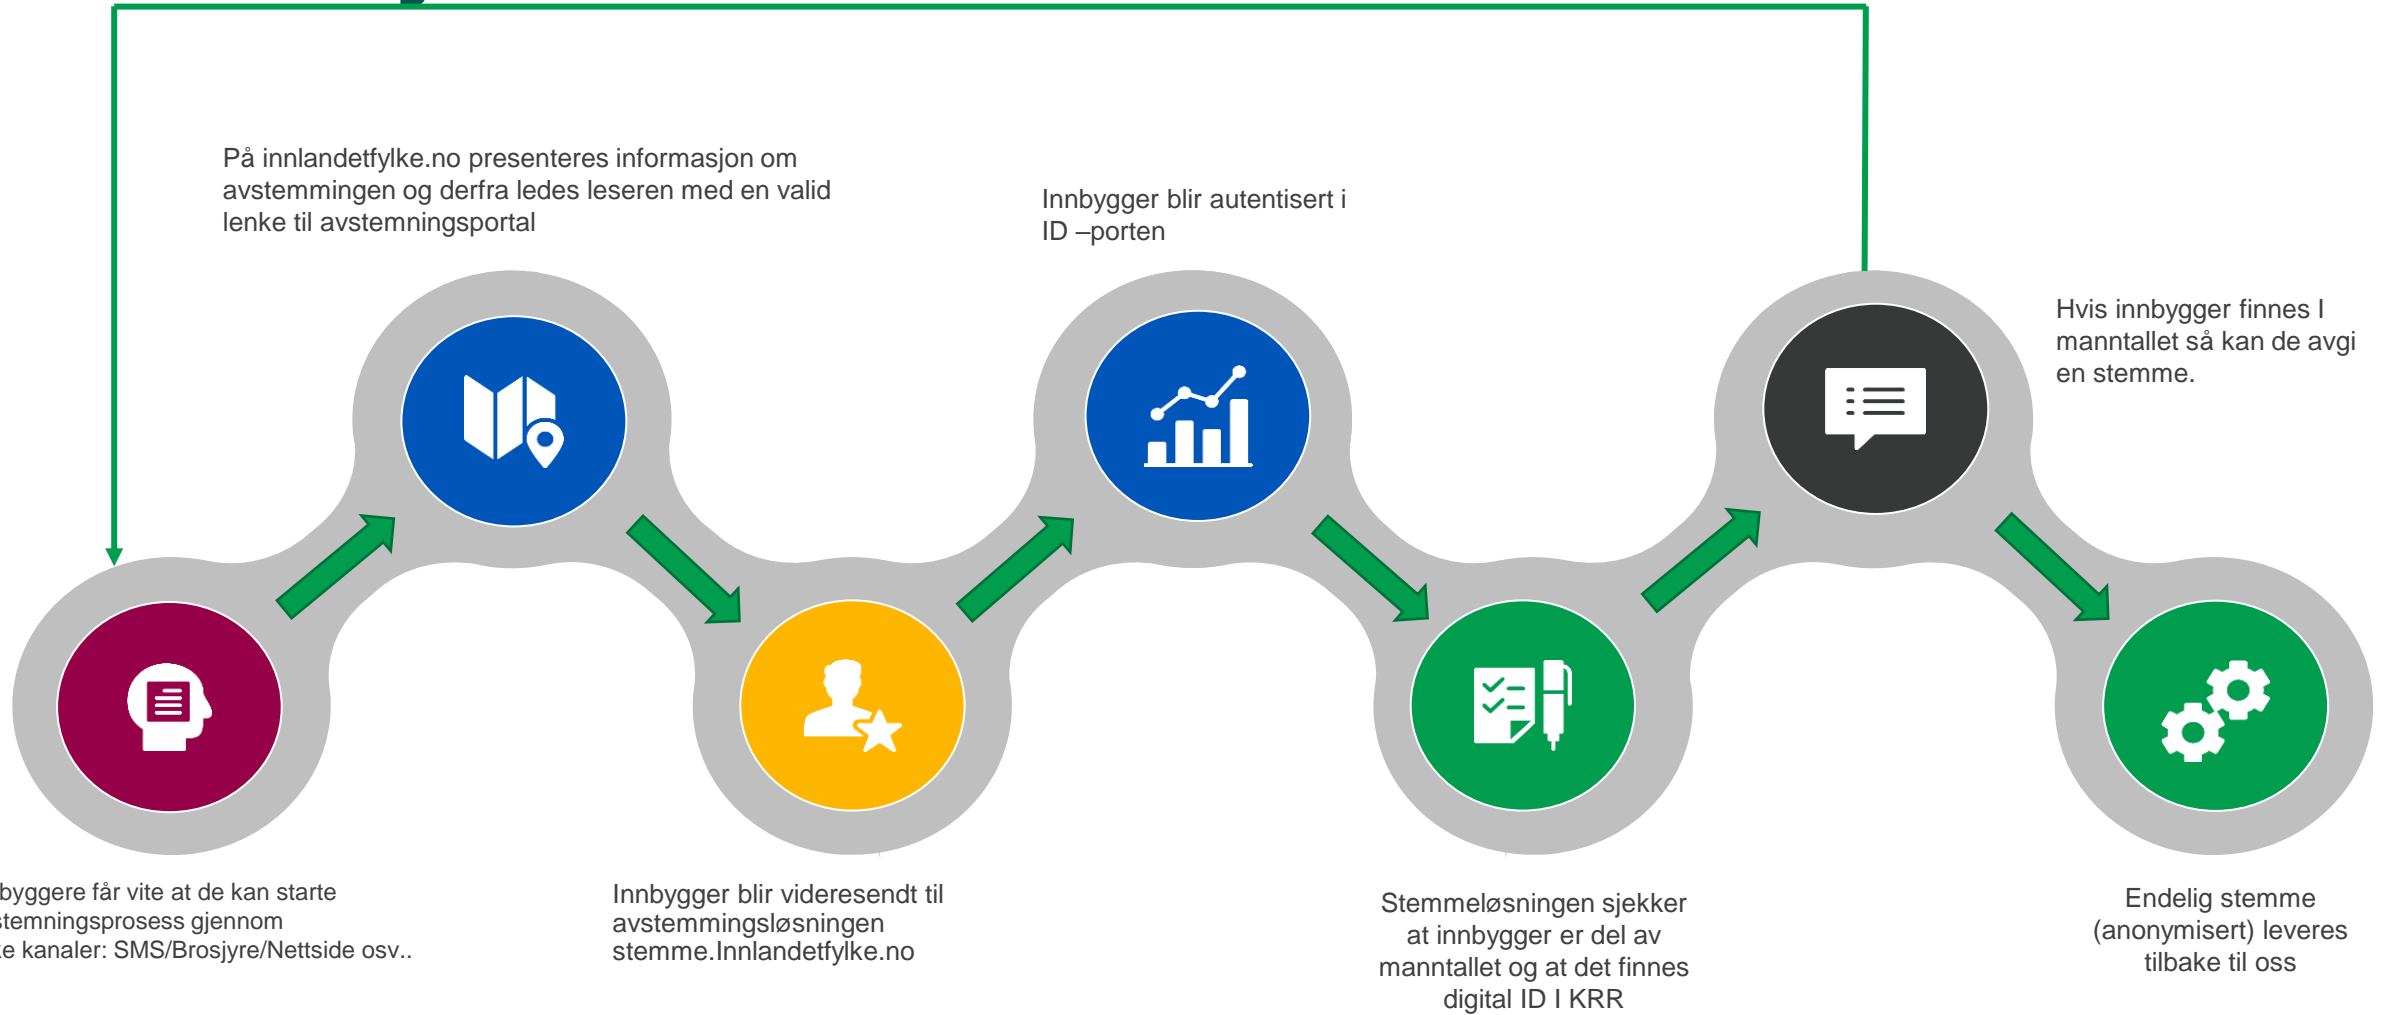 På innlandetfylke.no presenteres informasjon om
avstemmingen og derfra ledes leseren med en valid
lenke til avstemningsportal
Innbygger blir autentisert i
ID –porten
Hvis innbygger finnes I
manntallet så kan de avgi
en stemme.
byggere får vite at de kan starte
stemningsprosess gjennom
ke kanaler: SMS/Brosjyre/Nettside osv..
Innbygger blir videresendt til
avstemmingsløsningen
stemme.Innlandetfylke.no
Stemmeløsningen sjekker
at innbygger er del av
manntallet og at det finnes
digital ID I KRR
Endelig stemme
(anonymisert) leveres
tilbake til oss